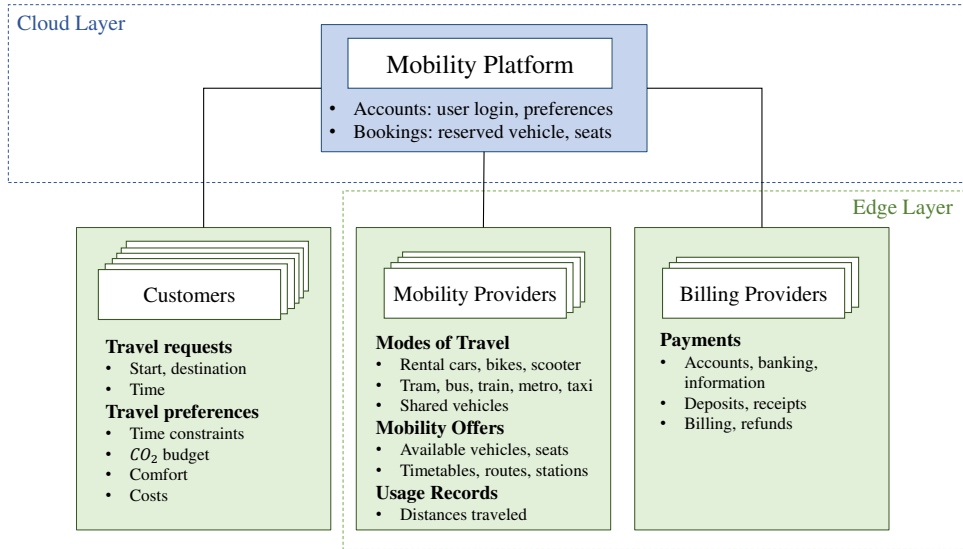 Cloud Layer
Mobility Platform
• Accounts: user login, preferences
• Bookings: reserved vehicle, seats
Edge Layer
Customers
Travel requests
• Start, destination
• Time
Travel preferences
• Time constraints
• CO₂ budget
• Comfort
• Costs
Mobility Providers
Modes of Travel
• Rental cars, bikes, scooter
• Tram, bus, train, metro, taxi
• Shared vehicles
Mobility Offers
• Available vehicles, seats
• Timetables, routes, stations
Usage Records
• Distances traveled
Billing Providers
Payments
• Accounts, banking,
information
• Deposits, receipts
• Billing, refunds